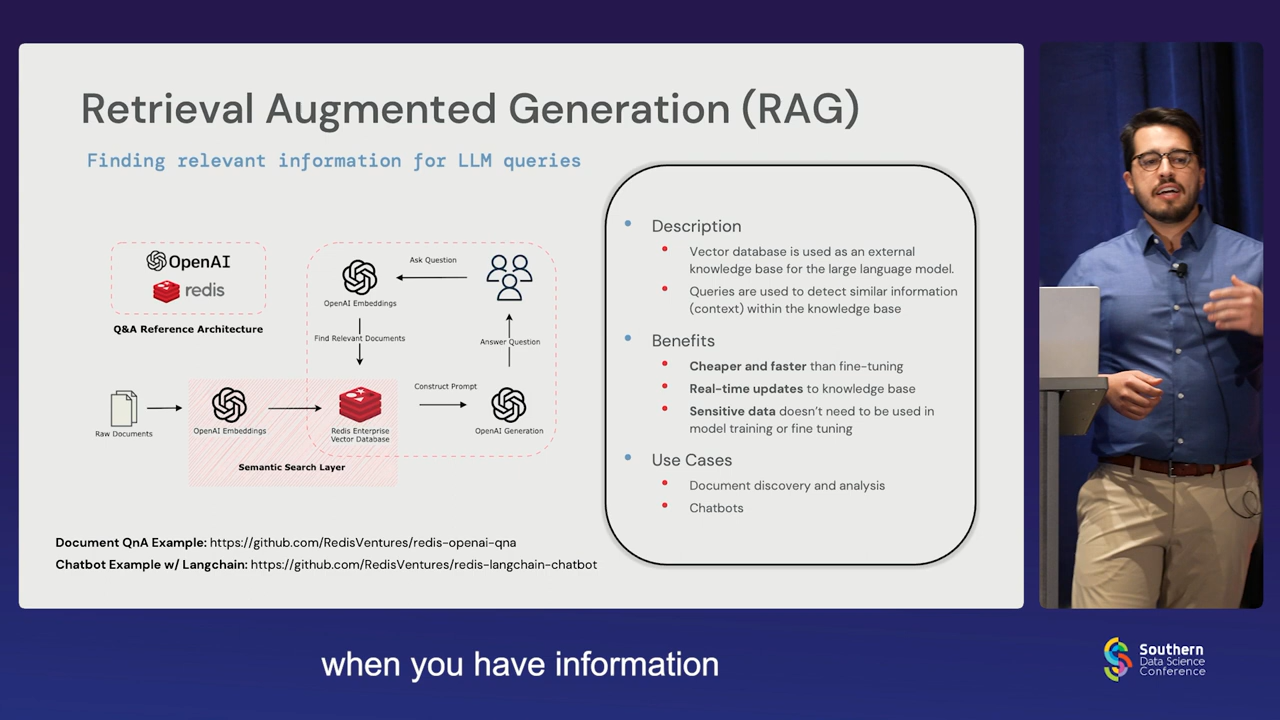 Retrieval Augmented Generation (RAG)
Finding relevant information for LLM queries
OpenAI
redis
Q&A Reference Architecture
Ask Question
OpenAI Embeddings
Find Relevant Documents
Answer Question
Construct Prompt
Raw Documents
OpenAI Embeddings
Redis Enterprise
Vector Database
OpenAI Generation
Semantic Search Layer
Description
Vector database is used as an external
knowledge base for the large language model.
Queries are used to detect similar information
(context) within the knowledge base
Benefits
Cheaper and faster than fine-tuning
Real-time updates to knowledge base
Sensitive data doesn't need to be used in
model training or fine tuning
Use Cases
Document discovery and analysis
Chatbots
Document QnA Example: https://github.com/RedisVentures/redis-openai-qna
Chatbot Example w/ Langchain: https://github.com/RedisVentures/redis-langchain-chatbot
when you have information
Southern
Data Science
Conference